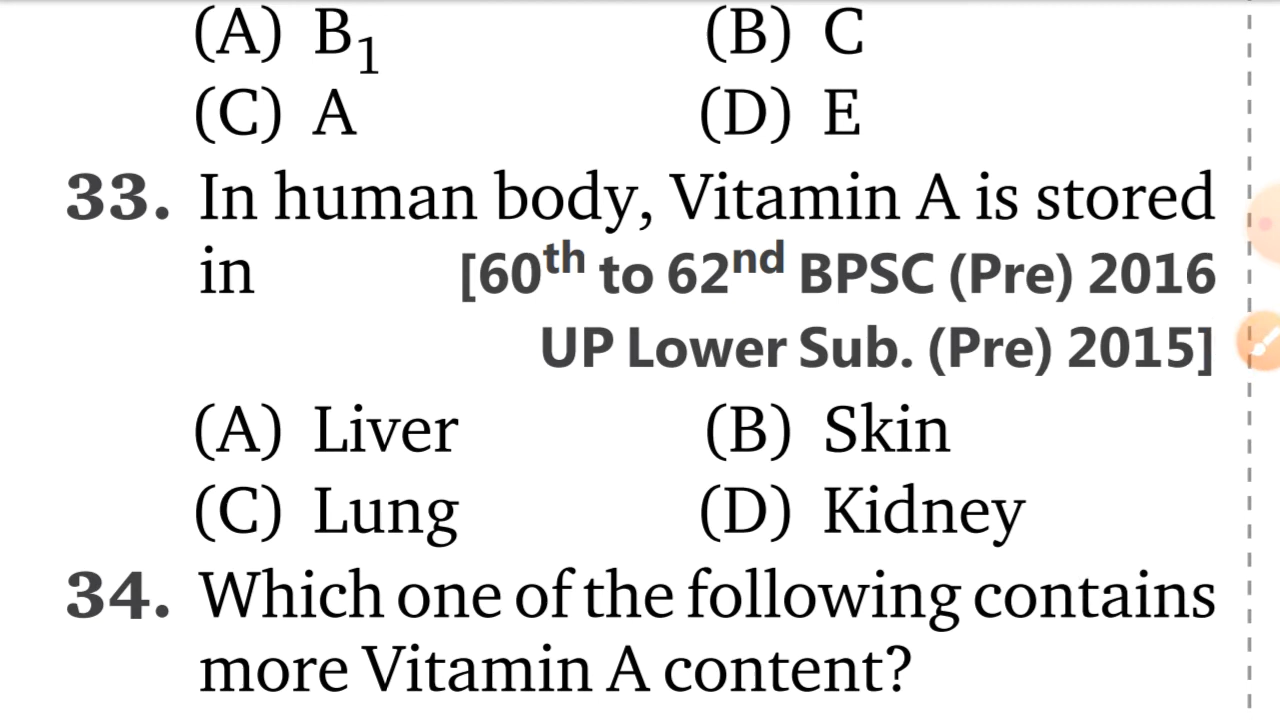 (A) B₁ (B) C
(C) A (D) E
33. In human body, Vitamin A is stored
in [60th to 62nd BPSC (Pre) 2016
UP Lower Sub. (Pre) 2015]
(A) Liver (B) Skin
(C) Lung (D) Kidney
34. Which one of the following contains
more Vitamin A content?